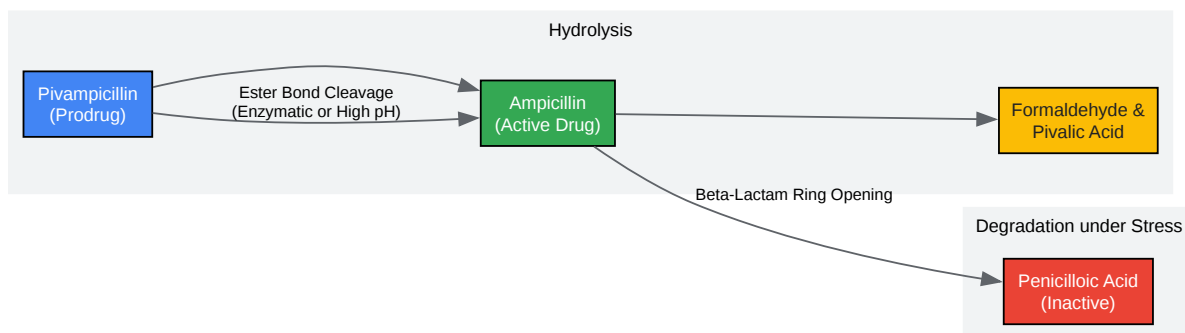 Hydrolysis
Pivampicillin
(Prodrug)
Ester Bond Cleavage
(Enzymatic or High pH)
Ampicillin
(Active Drug)
Formaldehyde &
Pivalic Acid
Beta-Lactam Ring Opening
Degradation under Stress
Penicilloic Acid
(Inactive)